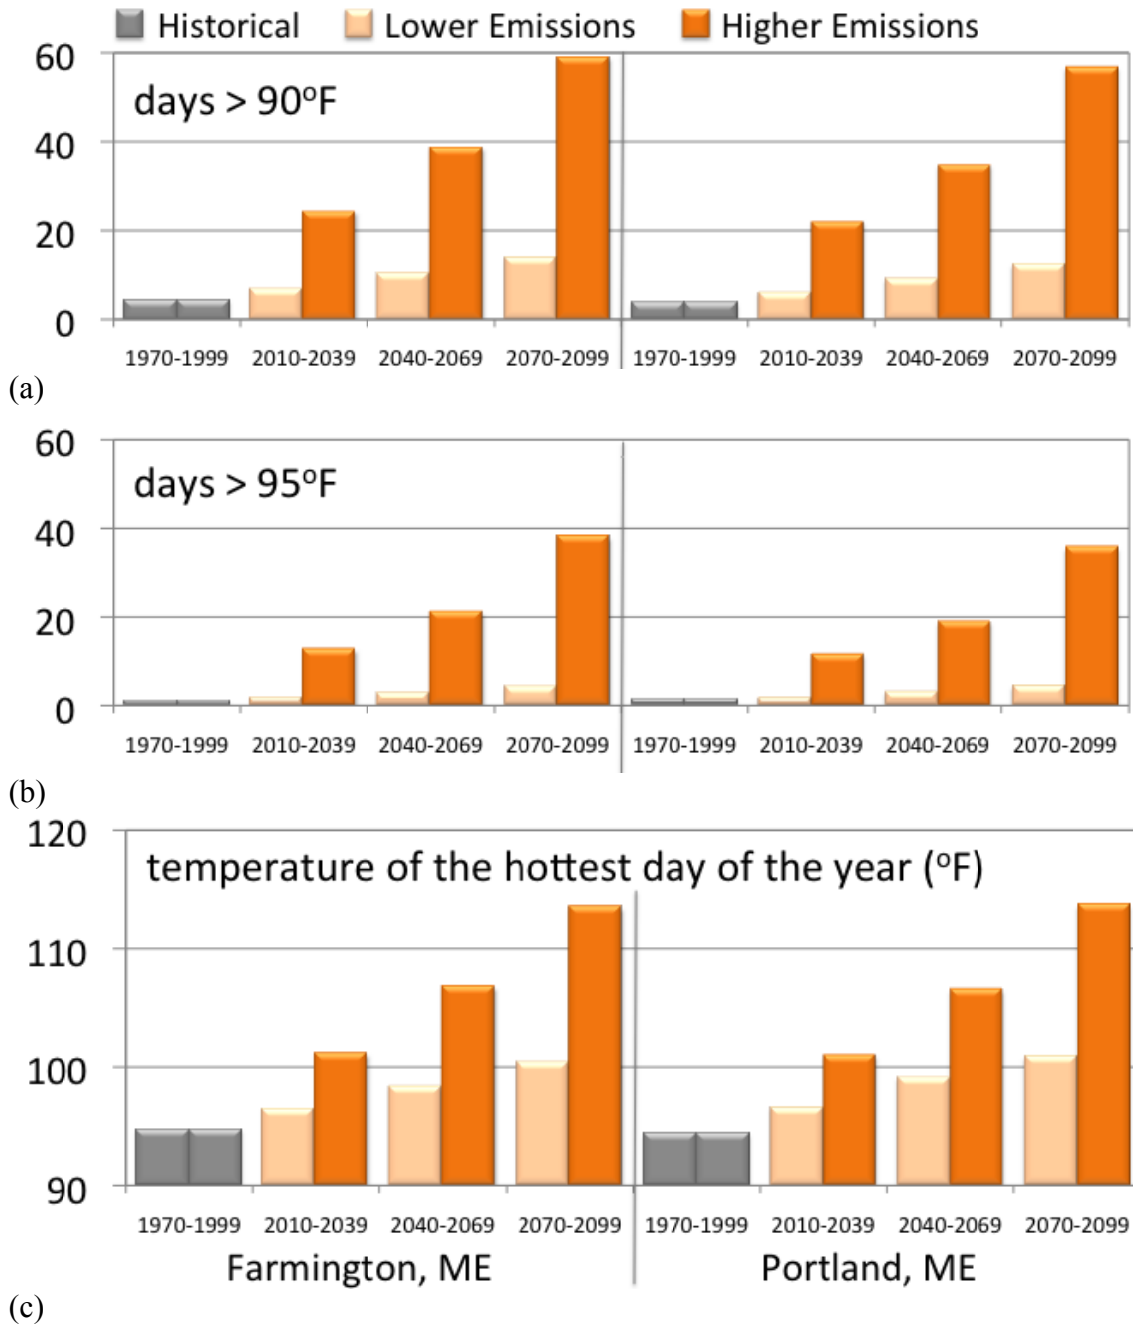 Historical Lower Emissions Higher Emissions
60
days > 90°F
40
20
0
1970-1999 2010-2039 2040-2069 2070-2099 1970-1999 2010-2039 2040-2069 2070-2099
(a)
60
days > 95°F
40
20
0
1970-1999 2010-2039 2040-2069 2070-2099 1970-1999 2010-2039 2040-2069 2070-2099
(b)
120
temperature of the hottest day of the year (°F)
110
100
90
1970-1999 2010-2039 2040-2069 2070-2099 1970-1999 2010-2039 2040-2069 2070-2099
Farmington, ME Portland, ME
(c)